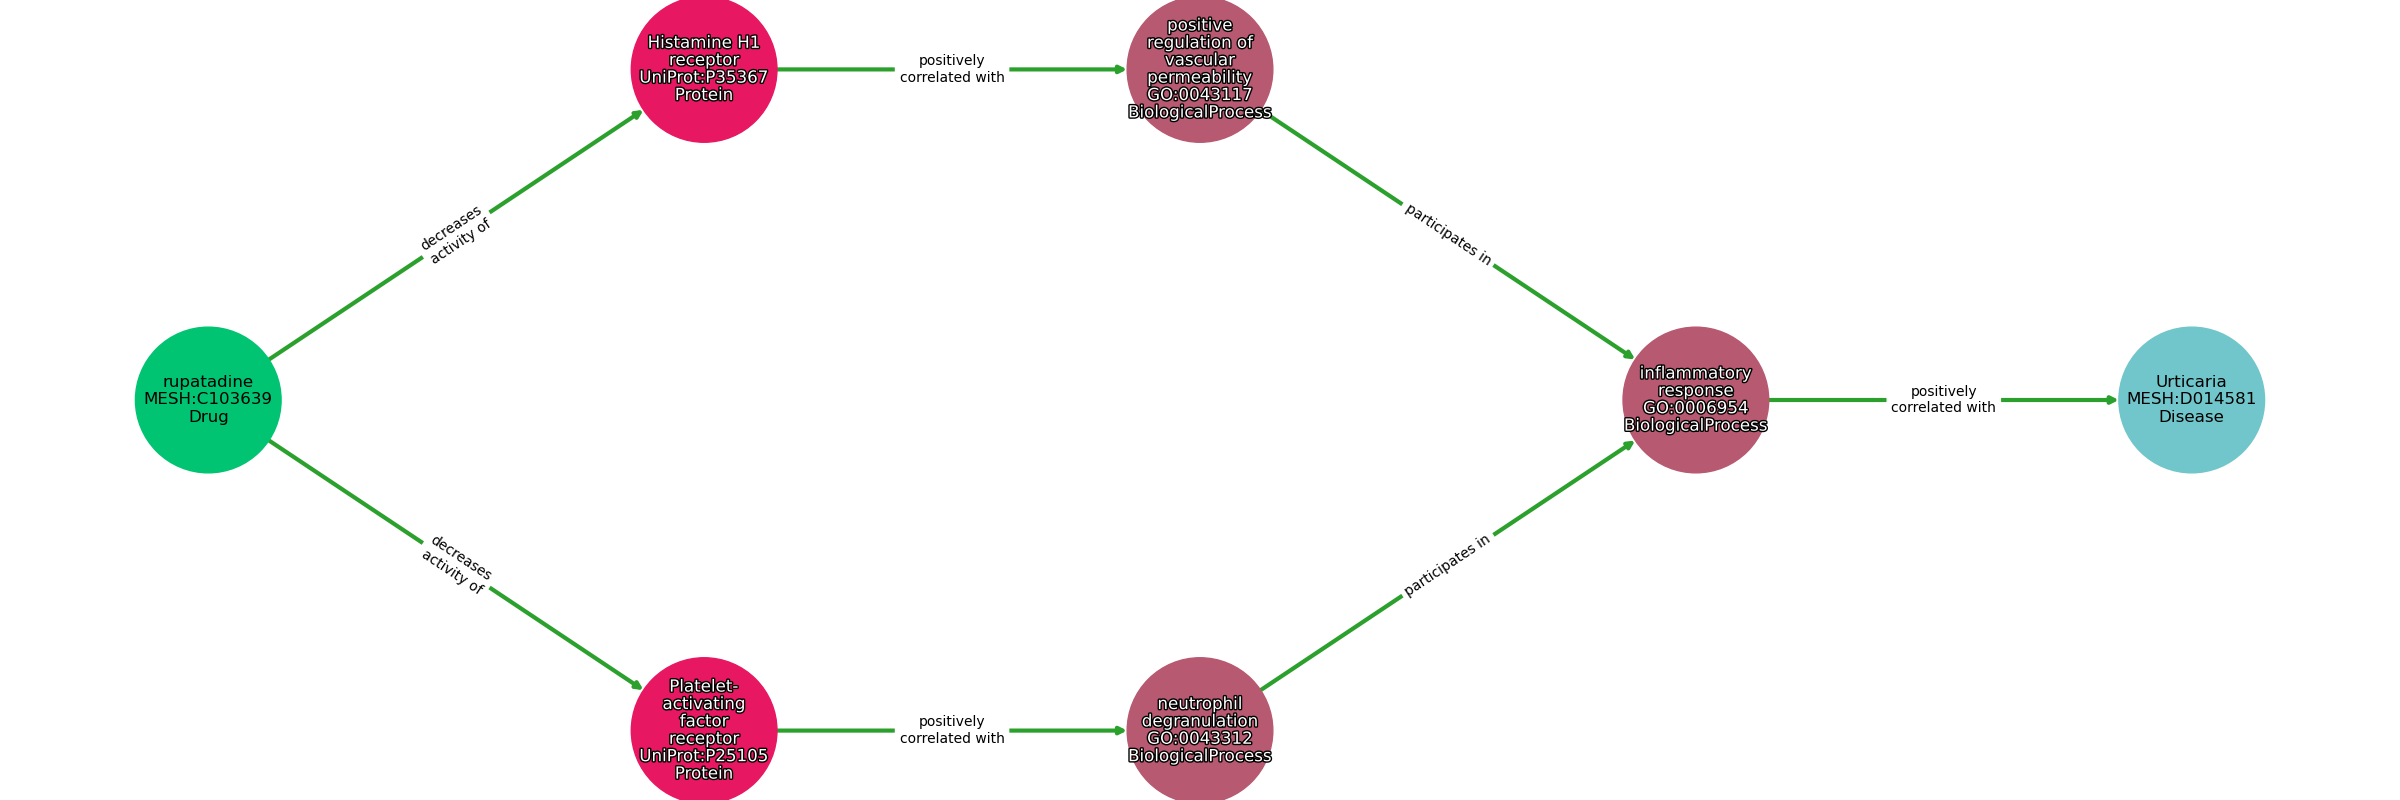 rupatadine
MESH:C103639
Drug
decreases
activity of
Histamine H1
receptor
UniProt:P35367
Protein
positively
correlated with
positive
regulation of
vascular
permeability
GO:0043117
BiologicalProcess
participates in
decreases
activity of
Platelet-
activating
factor
receptor
UniProt:P25105
Protein
positively
correlated with
neutrophil
degranulation
GO:0043312
BiologicalProcess
participates in
inflammatory
response
GO:0006954
BiologicalProcess
positively
correlated with
Urticaria
MESH:D014581
Disease